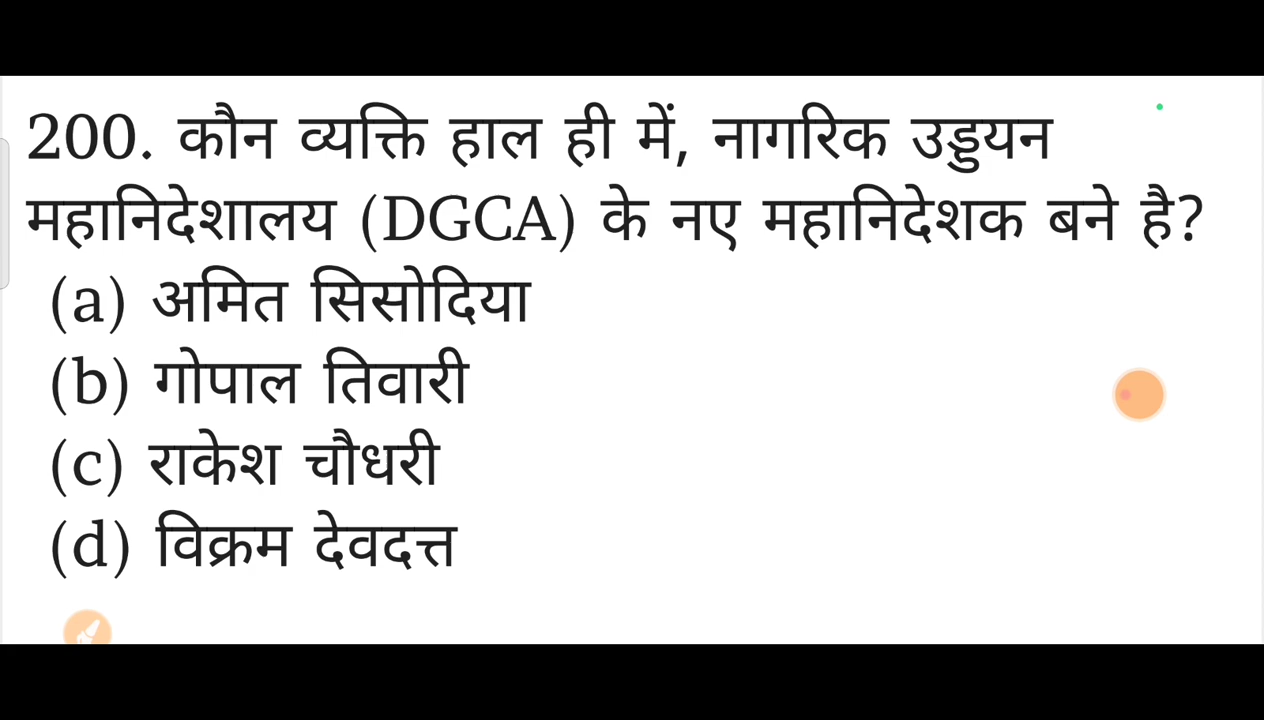 200. कौन व्यक्ति हाल ही में, नागरिक उड्डयन
महानिदेशालय (DGCA) के नए महानिदेशक बने है?
(a) अमित सिसोदिया
(b) गोपाल तिवारी
(c) राकेश चौधरी
(d) विक्रम देवदत्त